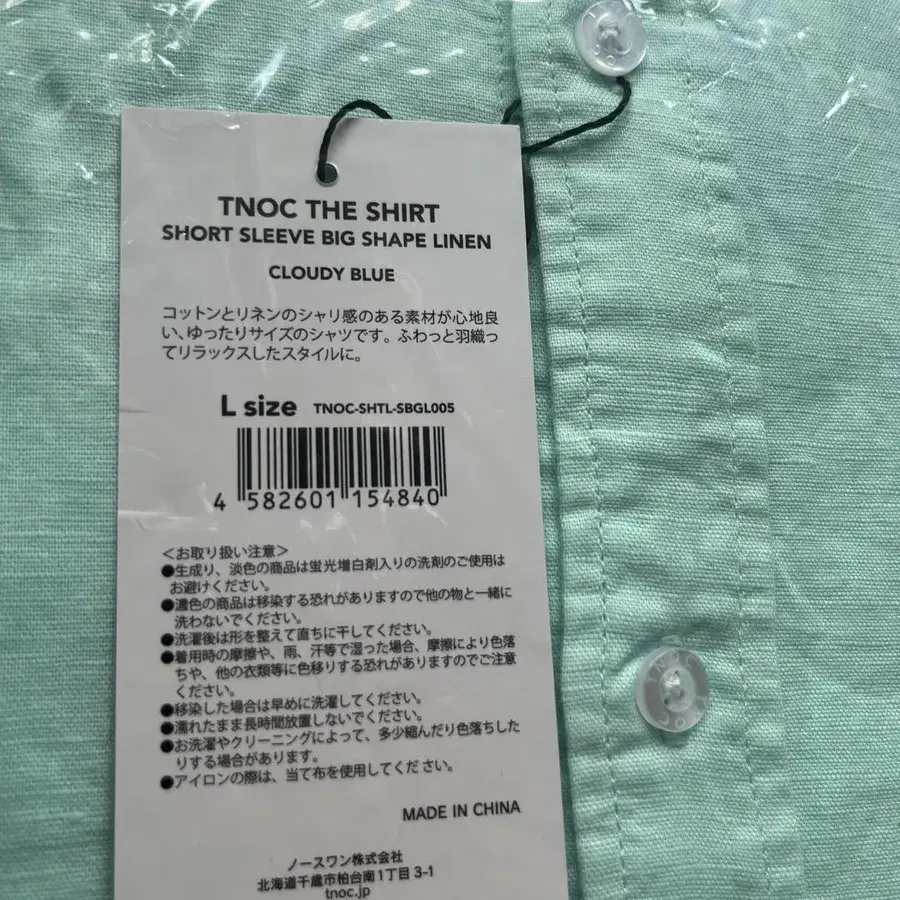 TNOC THE SHIRT
SHORT SLEEVE BIG SHAPE LINEN
CLOUDY BLUE
コットンとリネンのシャリ感のある素材が心地良
い、ゆったりサイズのシャツです。ふわっと羽織っ
てリラックスしたスタイルに。
L size TNOC-SHTL-SBGL005
4 582601 154840
＜お取り扱い注意＞
●生成り、淡色の商品は蛍光増白剤入りの洗剤のご使用は
お避けください。
●濃色の商品は移染する恐れがありますので他の物と一緒に
洗わないでください。
●洗濯後は形を整えて直ちに干してください。
●着用時の摩擦や、雨、汗等で湿った場合、摩擦により色落
ちや、他の衣類等に色移りする恐れがありますのでご注意
ください。
●移染した場合は早めに洗濯してください。
●濡れたまま長時間放置しないでください。
●お洗濯やクリーニングによって、多少縮んだり色落ちした
りする場合があります。
●アイロンの際は、当て布を使用してください。
MADE IN CHINA
ノースワン株式会社
北海道千歳市柏台南1丁目3-1
tnoc.jp
TNOC
TNOC